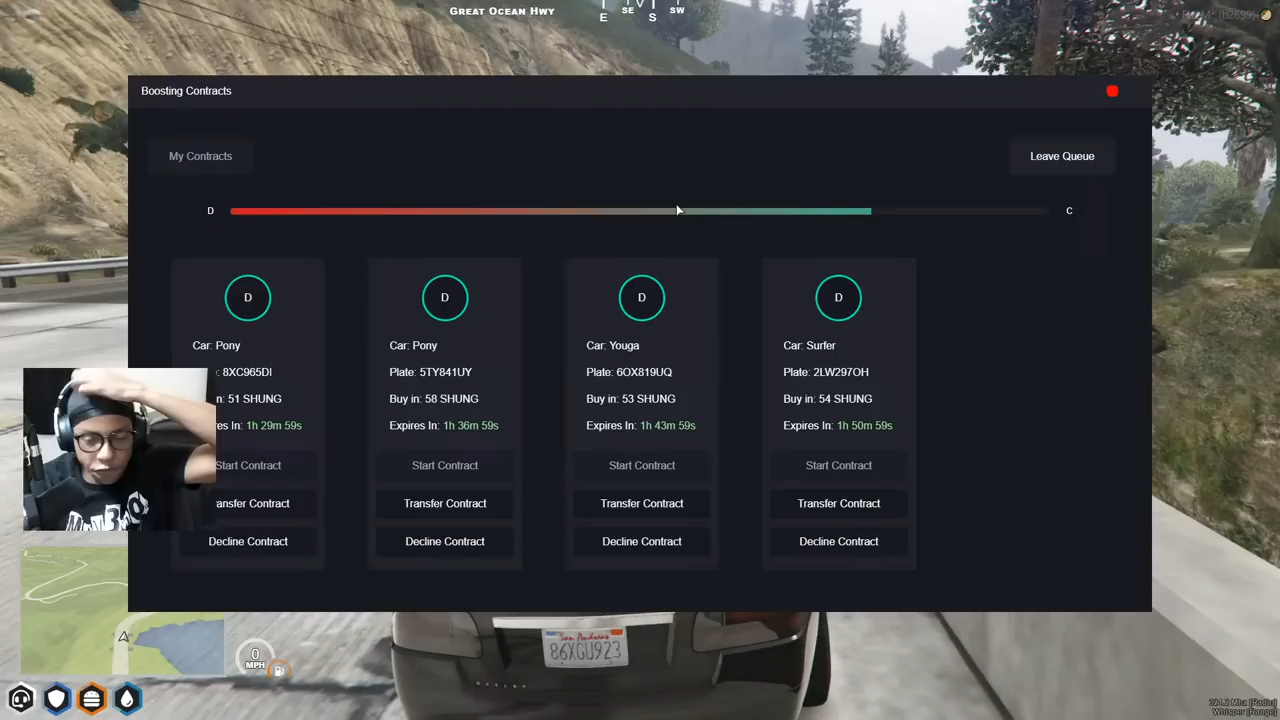 GREAT OCEAN HWY
E SE S SW
Boosting Contracts
My Contracts
Leave Queue
D
C
D
D
D
D
Car: Pony
Car: Pony
Car: Youga
Car: Surfer
: 8XC965DI
Plate: 5TY841UY
Plate: 6OX819UQ
Plate: 2LW297OH
n: 51 SHUNG
Buy in: 58 SHUNG
Buy in: 53 SHUNG
Buy in: 54 SHUNG
es In: 1h 29m 59s
Expires In: 1h 36m 59s
Expires In: 1h 43m 59s
Expires In: 1h 50m 59s
Start Contract
Start Contract
Start Contract
Start Contract
ansfer Contract
Transfer Contract
Transfer Contract
Transfer Contract
Decline Contract
Decline Contract
Decline Contract
Decline Contract
San Andreas
86XGU923
0
MPH
Whisper [Range]